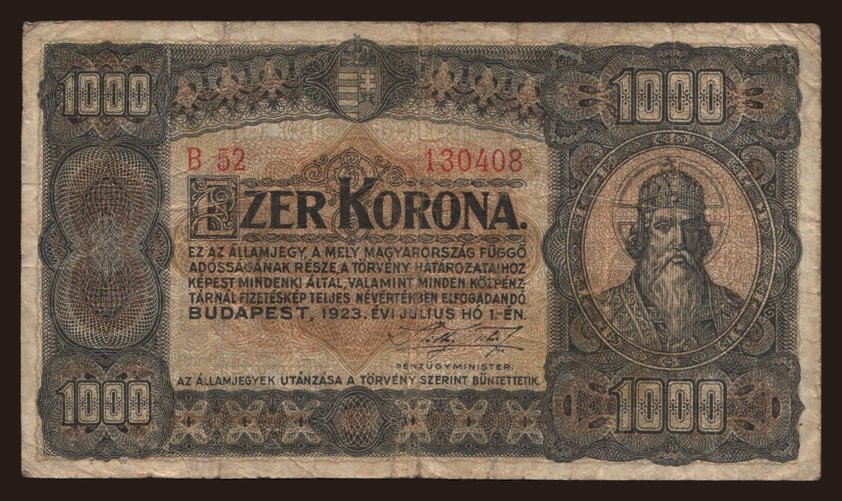 1000
1000
B 52 130408
EZER KORONA.
EZ AZ ÁLLAMJEGY, A MELY MAGYARORSZÁG FÜGGŐ
ADÓSSÁGÁNAK RÉSZE, A TÖRVÉNY HATÁROZATAIHOZ
KÉPEST MINDENKI ÁLTAL, VALAMINT MINDEN KÖZPÉNZ
TÁRNÁL FIZETÉSKÉP TELJES NÉVÉRTÉKBEN ELFOGADANDÓ
BUDAPEST, 1923. ÉVI JÚLIUS HÓ 1.-ÉN.
PÉNZÜGYMINISTER.
AZ ÁLLAMJEGYEK UTÁNZÁSA A TÖRVÉNY SZERINT BÜNTETTETIK.
1000
1000